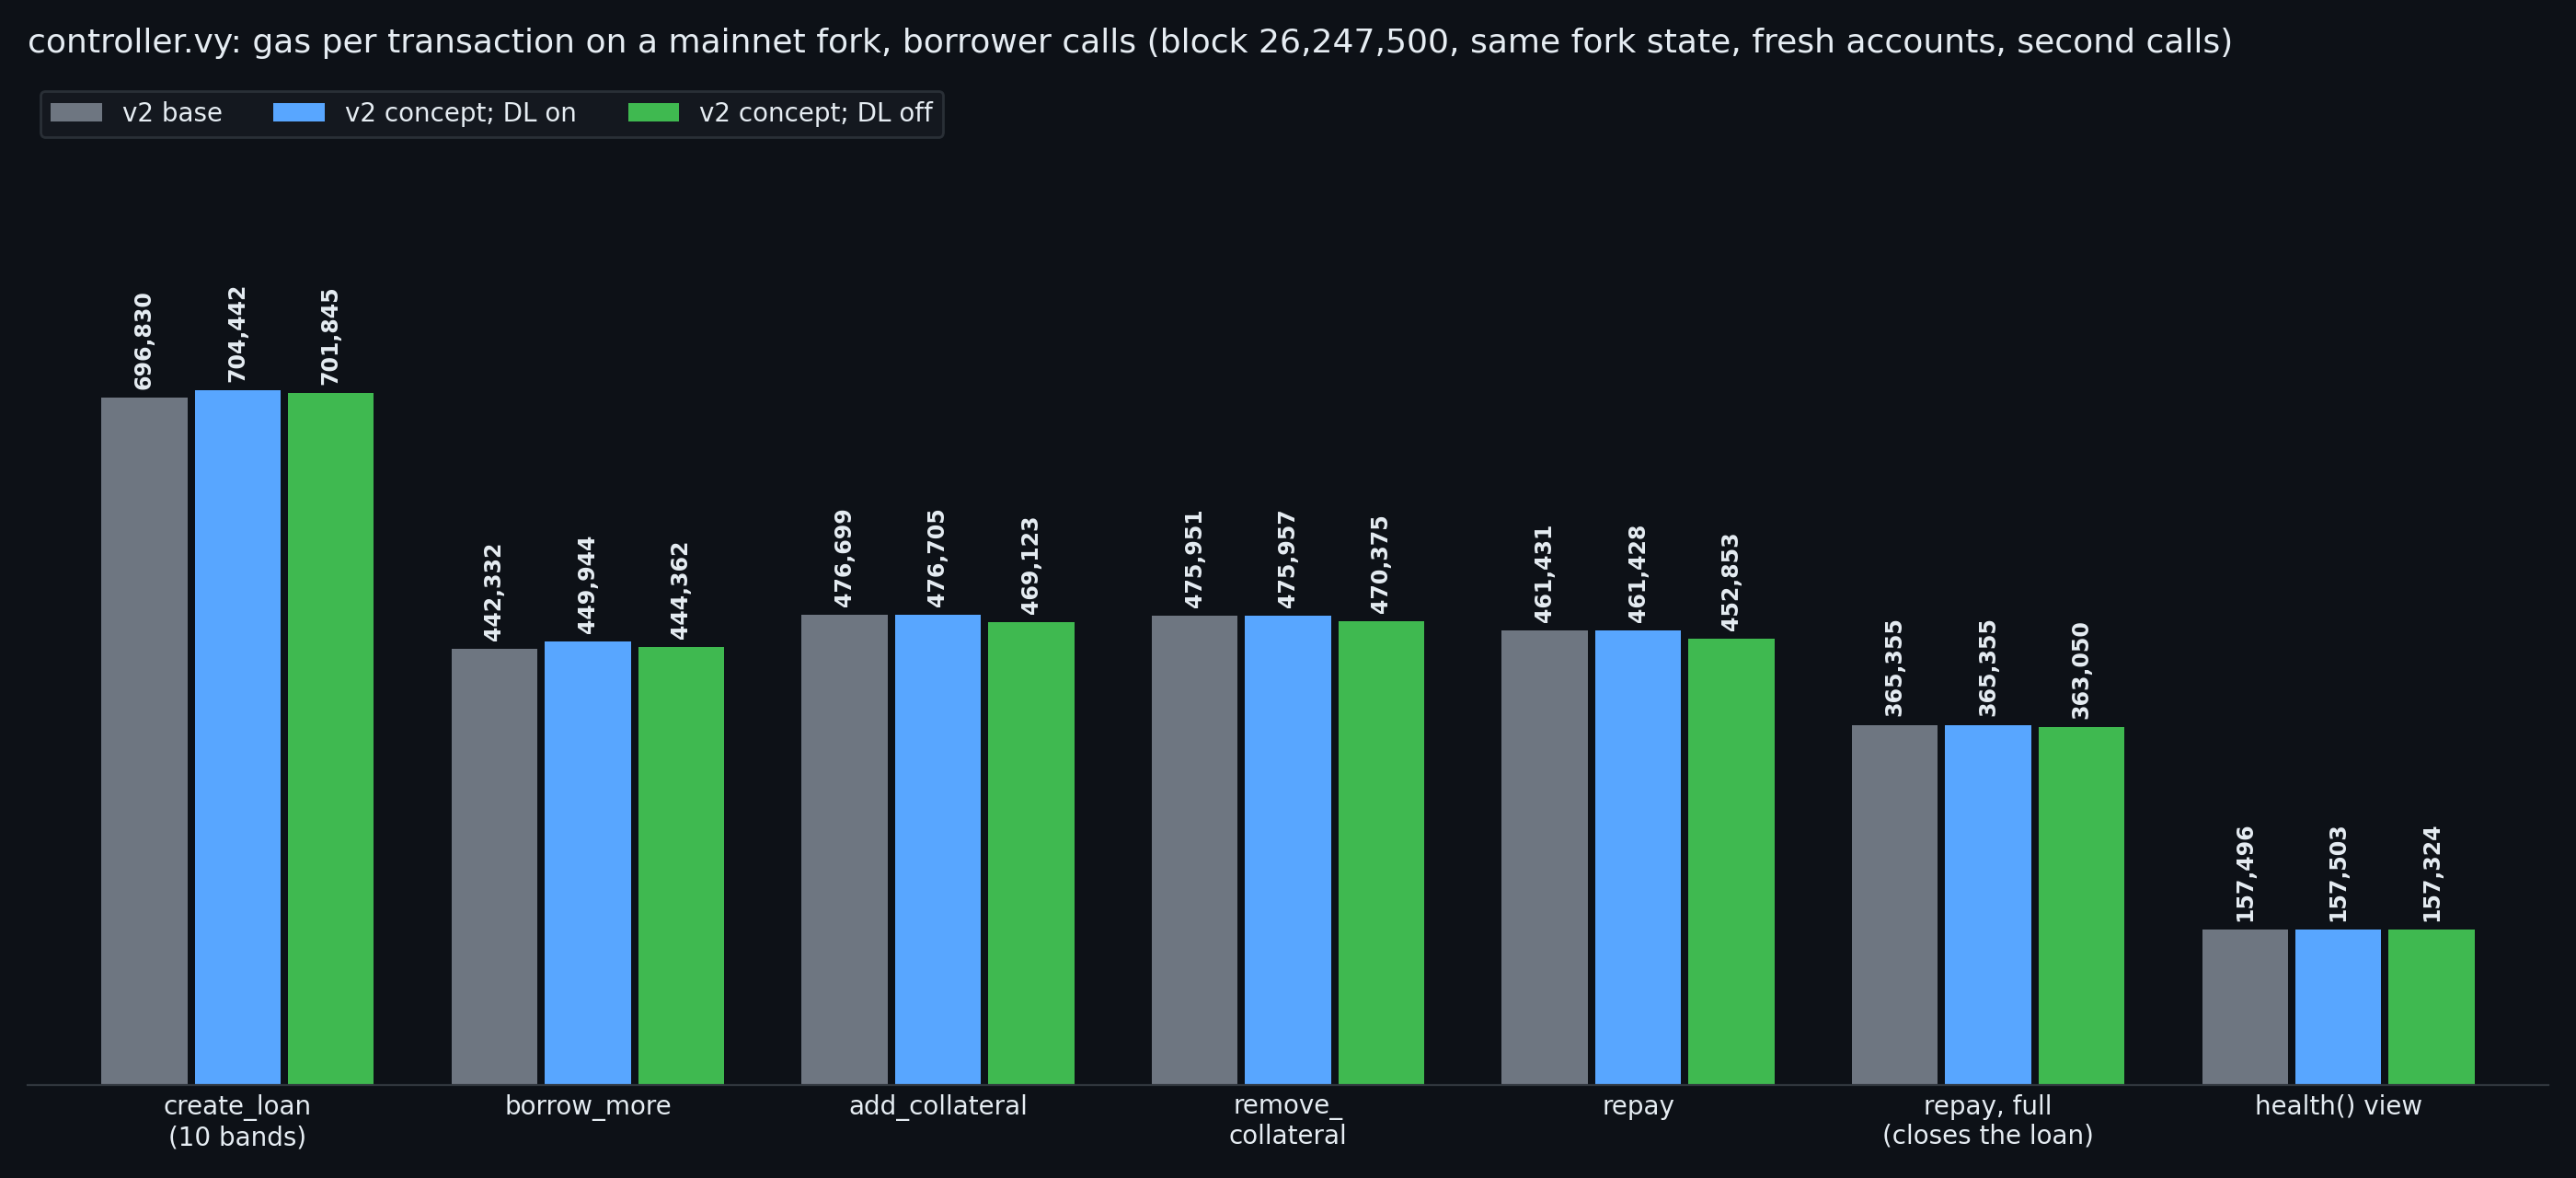 controller.vy: gas per transaction on a mainnet fork, borrower calls (block 26,247,500, same fork state, fresh accounts, second calls)
v2 base
v2 concept; DL on
v2 concept; DL off
696,830
704,442
701,845
442,332
449,944
444,362
476,699
476,705
469,123
475,951
475,957
470,375
461,431
461,428
452,853
365,355
365,355
363,050
157,496
157,503
157,324
create_loan
(10 bands)
borrow_more
add_collateral
remove_
collateral
repay
repay, full
(closes the loan)
health() view